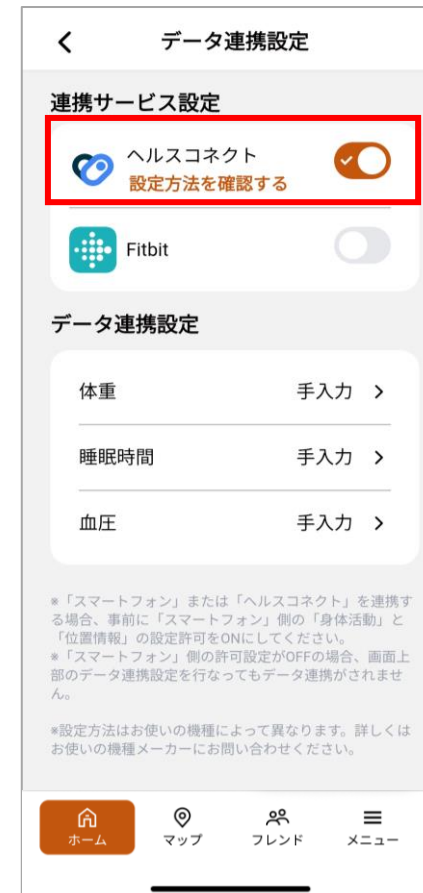 データ連携設定
連携サービス設定
ヘルスコネクト
設定方法を確認する
Fitbit
データ連携設定
体重 手入力
睡眠時間 手入力
血圧 手入力
※「スマートフォン」または「ヘルスコネクト」を連携す
る場合、事前に「スマートフォン」側の「身体活動」と
「位置情報」の設定許可をONにしてください。
※「スマートフォン」側の許可設定がOFFの場合、画面上
部のデータ連携設定を行なってもデータ連携がされませ
ん。
※設定方法はお使いの機種によって異なります。詳しくは
お使いの機種メーカーにお問い合わせください。
ホーム マップ フレンド メニュー